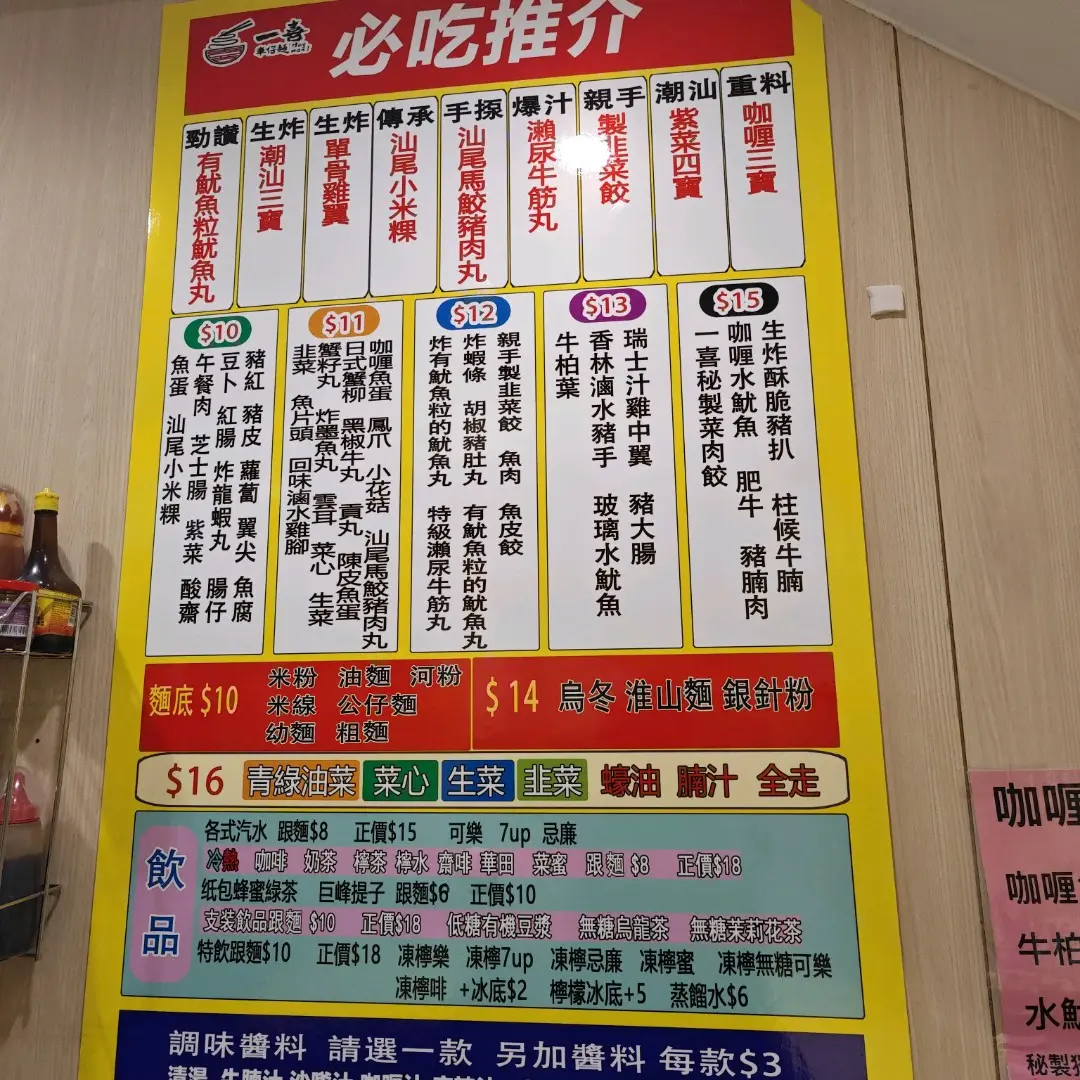 一喜
車仔麵
必吃推介
勁讚
有魷魚粒魷魚丸
生炸
潮汕三寶
生炸
單骨雞翼
傳承
汕尾小米粿
手㨘
汕尾馬鮫豬肉丸
爆汁
瀨尿牛筋丸
親手
製韭菜餃
潮汕
紫菜四寶
重料
咖喱三寶
$10
豬紅 豬皮 蘿蔔 翼尖 魚腐
豆卜 紅腸 炸龍蝦丸 腸仔
午餐肉 芝士腸 紫菜 酸齋
魚蛋 汕尾小米粿
$11
咖喱魚蛋 鳳爪 小花菇 汕尾馬鮫豬肉丸
日式蟹柳 黑椒牛丸 貢丸 陳皮魚蛋
蟹籽丸 炸墨魚丸 雲耳 菜心 生菜
韭菜 魚片頭 回味滷水雞腳
$12
親手製韭菜餃 魚肉 魚皮餃
炸蝦條 胡椒豬肚丸 有魷魚粒的魷魚丸
炸有魷魚粒的魷魚丸 特級瀨尿牛筋丸
$13
瑞士汁雞中翼 豬大腸
香林滷水豬手 玻璃水魷魚
牛柏葉
$15
生炸酥脆豬扒 柱候牛腩
咖喱水魷魚 肥牛 豬腩肉
一喜秘製菜肉餃
麵底 $10
米粉 油麵 河粉
米線 公仔麵
幼麵 粗麵
$ 14 烏冬 淮山麵 銀針粉
$16 青綠油菜 菜心 生菜 韭菜 蠔油 腩汁 全走
飲品
各式汽水 跟麵$8 正價$15 可樂 7up 忌廉
冷熱 咖啡 奶茶 檸茶 檸水 齋啡 華田 菜蜜 跟麵 $8 正價$18
纸包蜂蜜綠茶 巨峰提子 跟麵$6 正價$10
支裝飲品跟麵 $10 正價$18 低糖有機豆漿 無糖烏龍茶 無糖茉莉花茶
特飲跟麵$10 正價$18 凍檸樂 凍檸7up 凍檸忌廉 凍檸蜜 凍檸無糖可樂
凍檸啡 +冰底$2 檸檬冰底+5 蒸餾水$6
調味醬料 請選一款 另加醬料 每款$3
咖喱
咖喱
牛柏
水魷
秘製